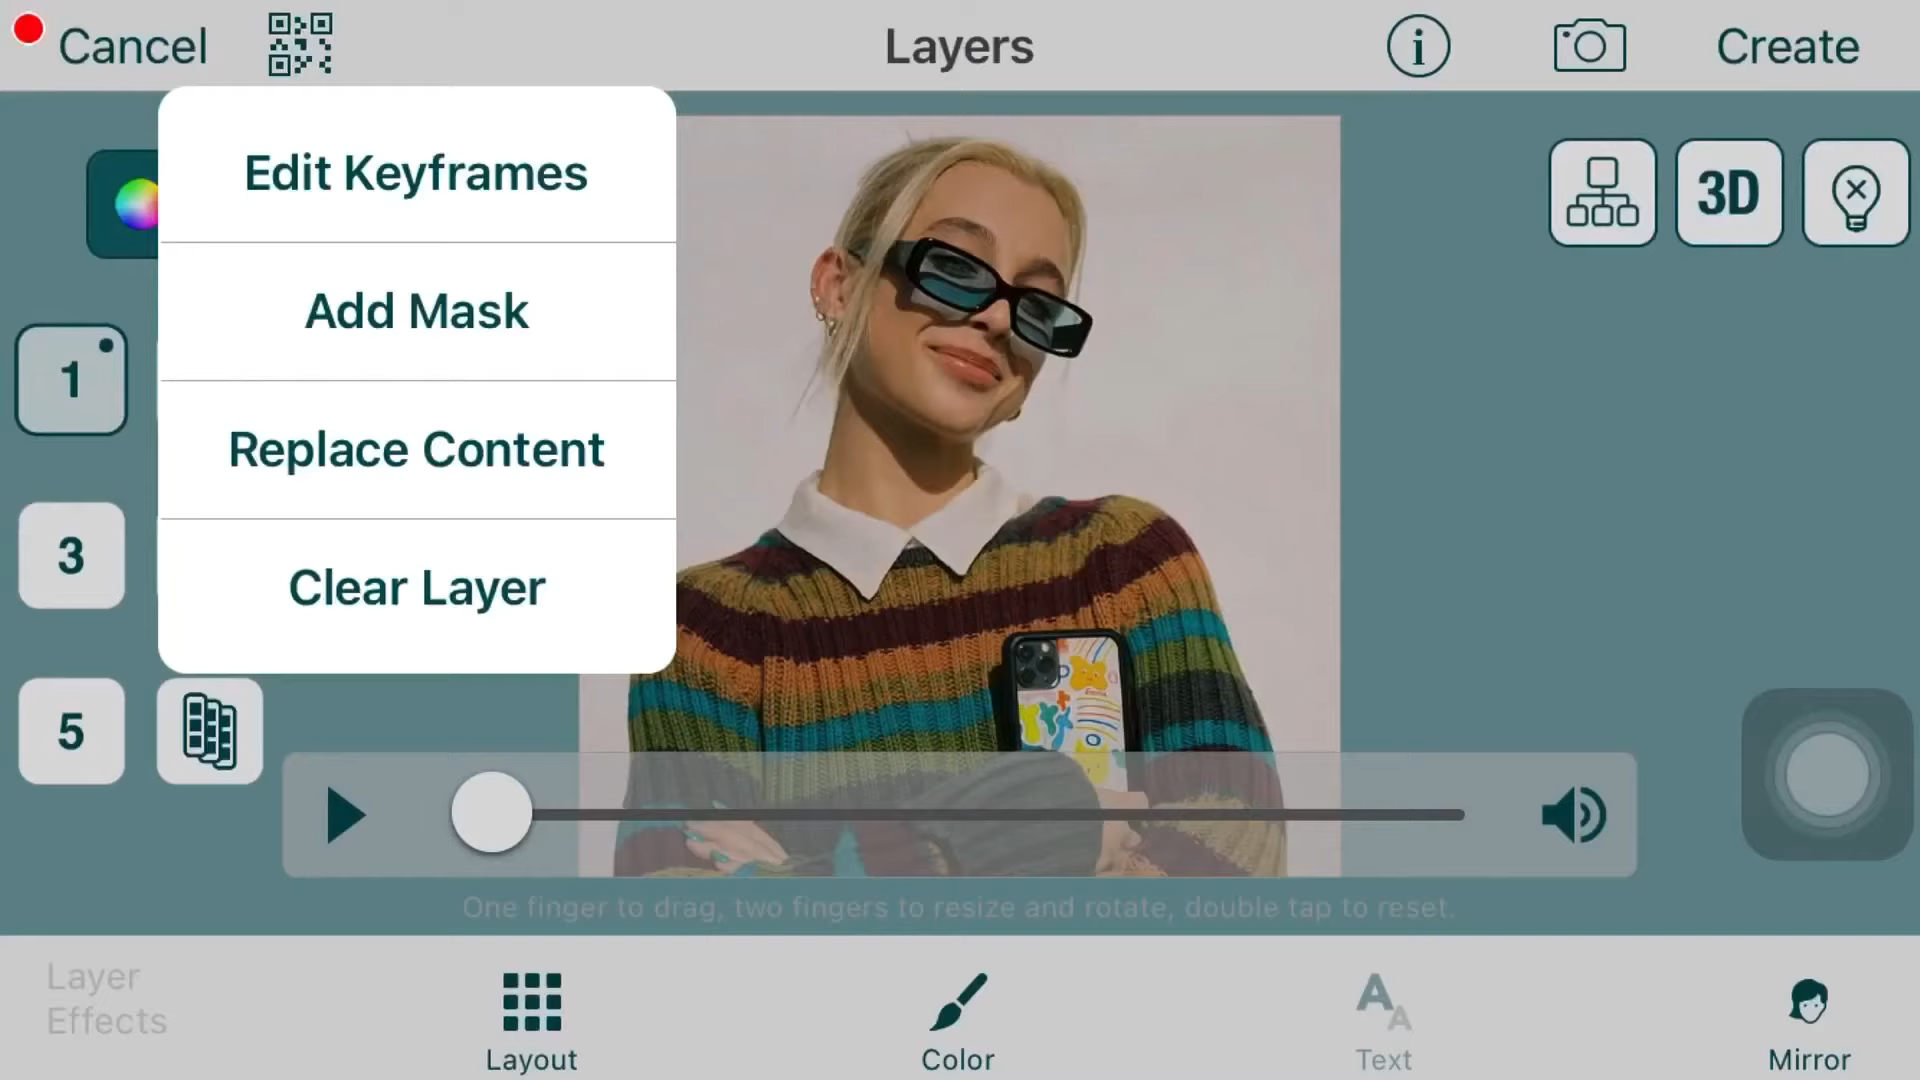 Cancel
Layers
i
Create
Edit Keyframes
3D
Add Mask
1
Replace Content
3
Clear Layer
5
One finger to drag, two fingers to resize and rotate, double tap to reset.
Layer
Effects
Layout
Color
Text
Mirror